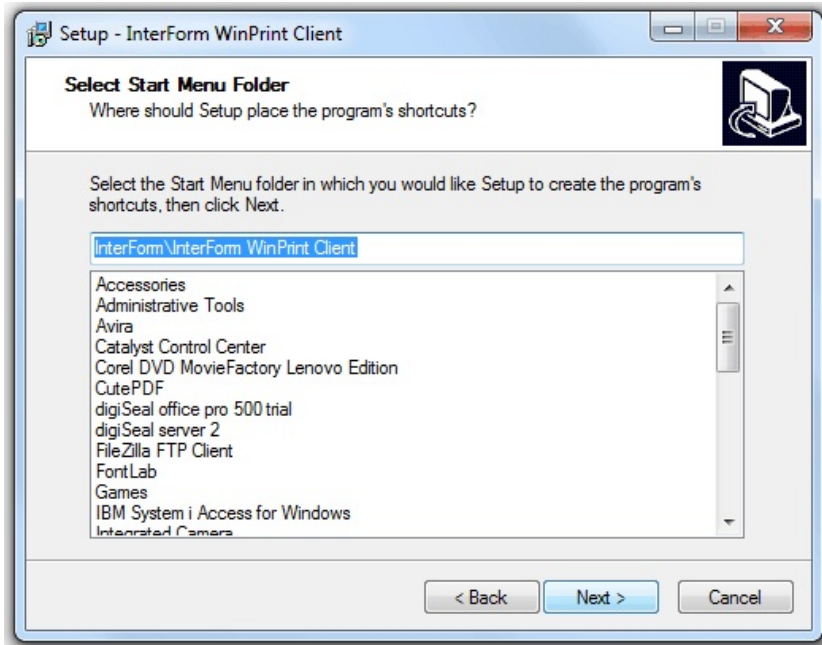 Setup - InterForm WinPrint Client
Select Start Menu Folder
Where should Setup place the program's shortcuts?
Select the Start Menu folder in which you would like Setup to create the program's
shortcuts, then click Next.
InterForm\InterForm WinPrint Client
Accessories
Administrative Tools
Avira
Catalyst Control Center
Corel DVD MovieFactory Lenovo Edition
CutePDF
digiSeal office pro 500 trial
digiSeal server 2
FileZilla FTP Client
FontLab
Games
IBM System i Access for Windows
Integrated Camera
< Back Next > Cancel